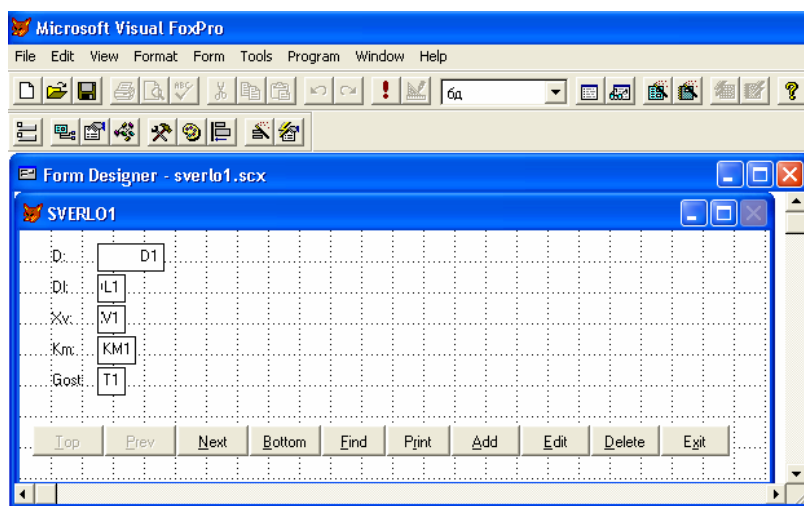 Microsoft Visual FoxPro
File Edit View Format Form Tools Program Window Help
ABC бд
Form Designer - sverlo1.scx
SVERLO1
D: D1
Dl: L1
Xv: V1
Km: KM1
Gost: T1
Top Prev Next Bottom Find Print Add Edit Delete Exit